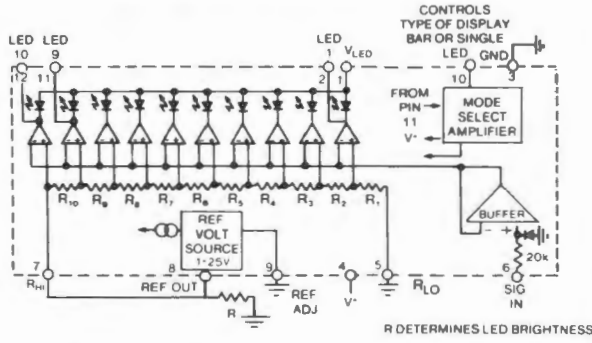 CONTROLS
TYPE OF DISPLAY
BAR OR SINGLE
LED LED LED VLED LED GND
10 9 1
12 11 2 1 10 3
FROM
PIN
11
V+
MODE
SELECT
AMPLIFIER
R10 R9 R8 R7 R6 R5 R4 R3 R2 R1
BUFFER
- +
REF
VOLT
SOURCE
1·25V
20k
7 8 9 4 5 6
RHI REF OUT REF ADJ V+ RLO SIG IN
R
R DETERMINES LED BRIGHTNESS